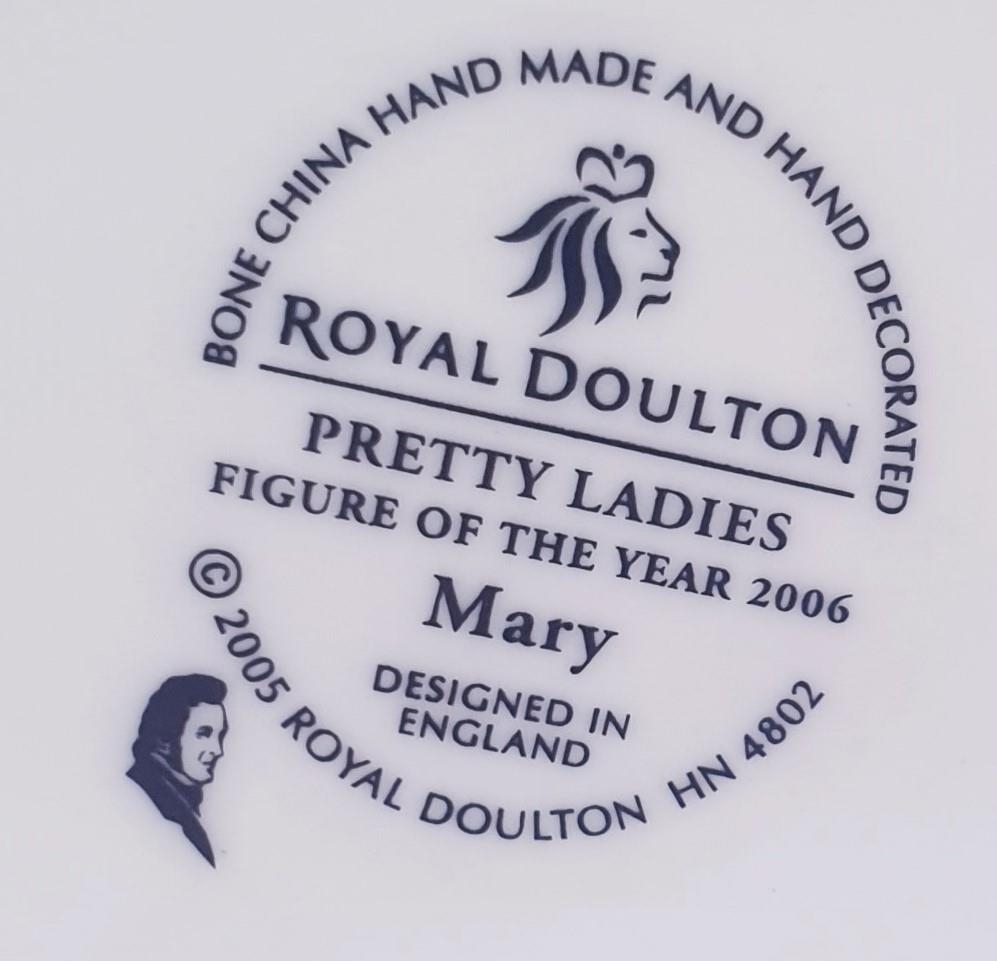 BONE CHINA HAND MADE AND HAND DECORATED
ROYAL DOULTON
PRETTY LADIES
FIGURE OF THE YEAR 2006
Mary
DESIGNED IN
ENGLAND
© 2005 ROYAL DOULTON HN 4802